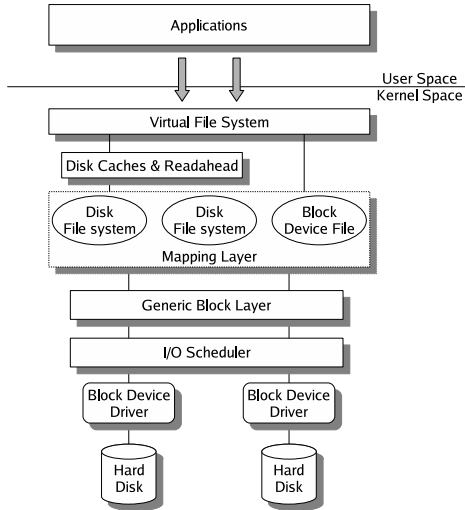 Applications
User Space
Kernel Space
Virtual File System
Disk Caches & Readahead
Disk
File system
Disk
File system
Block
Device File
Mapping Layer
Generic Block Layer
I/O Scheduler
Block Device
Driver
Block Device
Driver
Hard
Disk
Hard
Disk